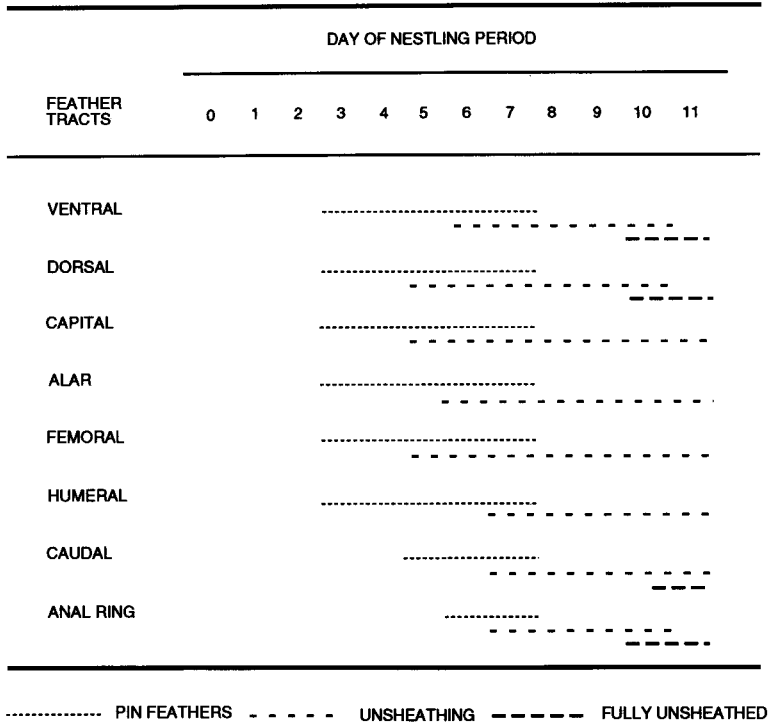 DAY OF NESTLING PERIOD
FEATHER
TRACTS
0 1 2 3 4 5 6 7 8 9 10 11
VENTRAL
DORSAL
CAPITAL
ALAR
FEMORAL
HUMERAL
CAUDAL
ANAL RING
PIN FEATHERS UNSHEATHING FULLY UNSHEATHED